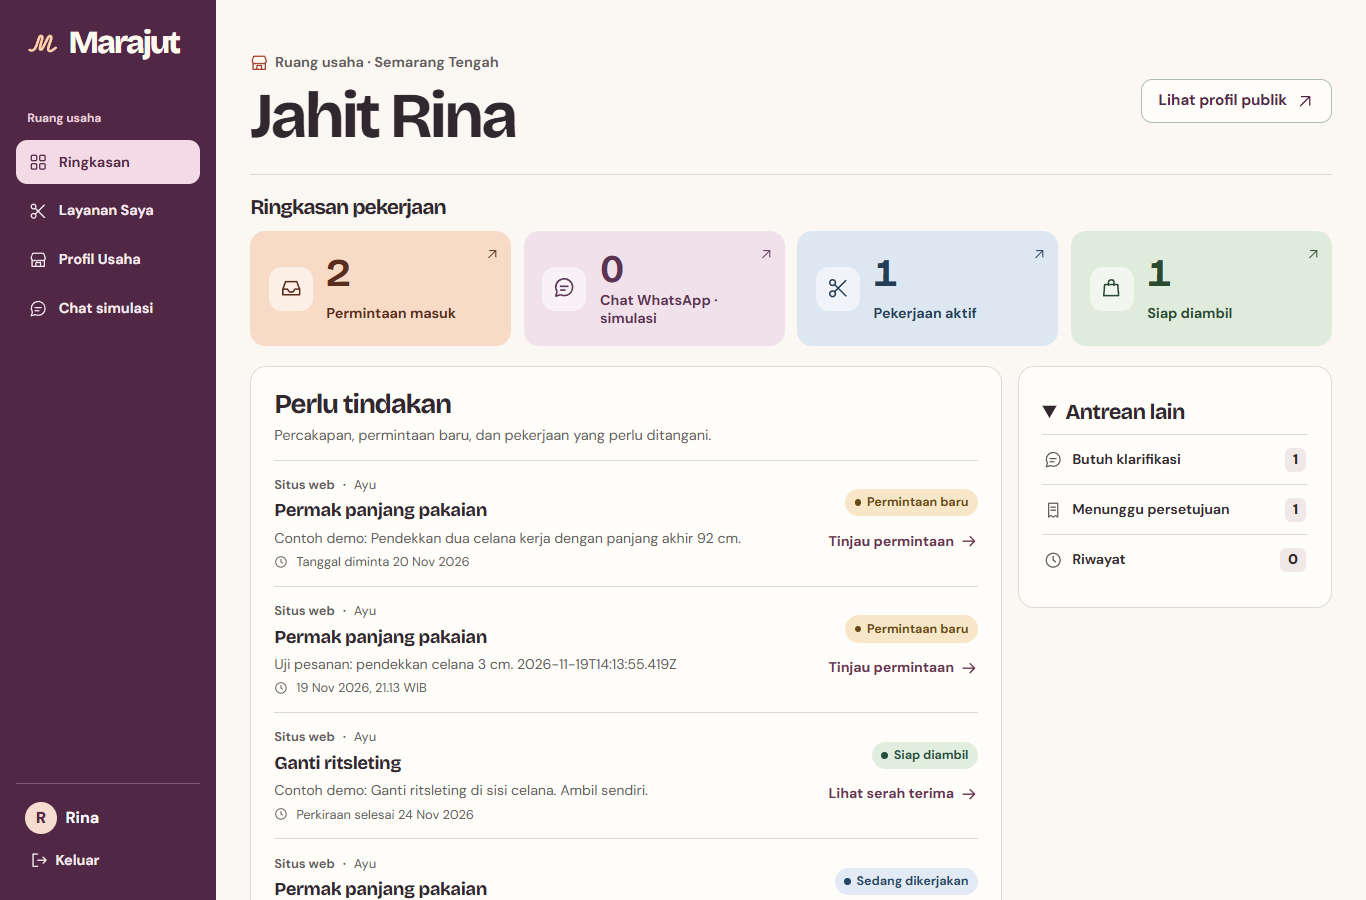 Marajut
Ruang usaha
Ringkasan
Layanan Saya
Profil Usaha
Chat simulasi
R Rina
Keluar
Ruang usaha · Semarang Tengah
Jahit Rina
Lihat profil publik
Ringkasan pekerjaan
2
Permintaan masuk
0
Chat WhatsApp ·
simulasi
1
Pekerjaan aktif
1
Siap diambil
Perlu tindakan
Percakapan, permintaan baru, dan pekerjaan yang perlu ditangani.
Situs web · Ayu
Permak panjang pakaian
Contoh demo: Pendekkan dua celana kerja dengan panjang akhir 92 cm.
Tanggal diminta 20 Nov 2026
Permintaan baru
Tinjau permintaan
Situs web · Ayu
Permak panjang pakaian
Uji pesanan: pendekkan celana 3 cm. 2026-11-19T14:13:55.419Z
19 Nov 2026, 21.13 WIB
Permintaan baru
Tinjau permintaan
Situs web · Ayu
Ganti ritsleting
Contoh demo: Ganti ritsleting di sisi celana. Ambil sendiri.
Perkiraan selesai 24 Nov 2026
Siap diambil
Lihat serah terima
Situs web · Ayu
Permak panjang pakaian
Sedang dikerjakan
Antrean lain
Butuh klarifikasi 1
Menunggu persetujuan 1
Riwayat 0